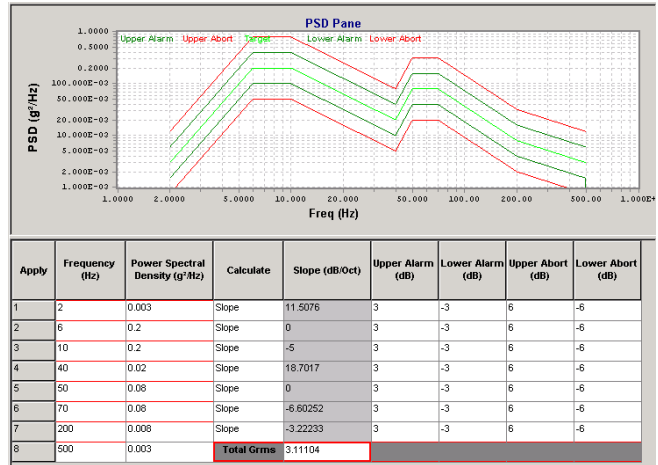 PSD Pane
Upper Alarm Upper Abort Target Lower Alarm Lower Abort
1.0000
0.5000
0.2000
100.000E-03
50.000E-03
20.000E-03
10.000E-03
5.000E-03
2.000E-03
1.000E-03
PSD (g²/Hz)
1.0000 2.0000 5.0000 10.000 20.000 50.000 100.00 200.00 500.00 1.000E+
Freq (Hz)
Apply Frequency (Hz) Power Spectral Density (g²/Hz) Calculate Slope (dB/Oct) Upper Alarm (dB) Lower Alarm (dB) Upper Abort (dB) Lower Abort (dB)
1 2 0.003 Slope 11.5076 3 -3 6 -6
2 6 0.2 Slope 0 3 -3 6 -6
3 10 0.2 Slope -5 3 -3 6 -6
4 40 0.02 Slope 18.7017 3 -3 6 -6
5 50 0.08 Slope 0 3 -3 6 -6
6 70 0.08 Slope -6.60252 3 -3 6 -6
7 200 0.008 Slope -3.22233 3 -3 6 -6
8 500 0.003 Total Grms 3.11104